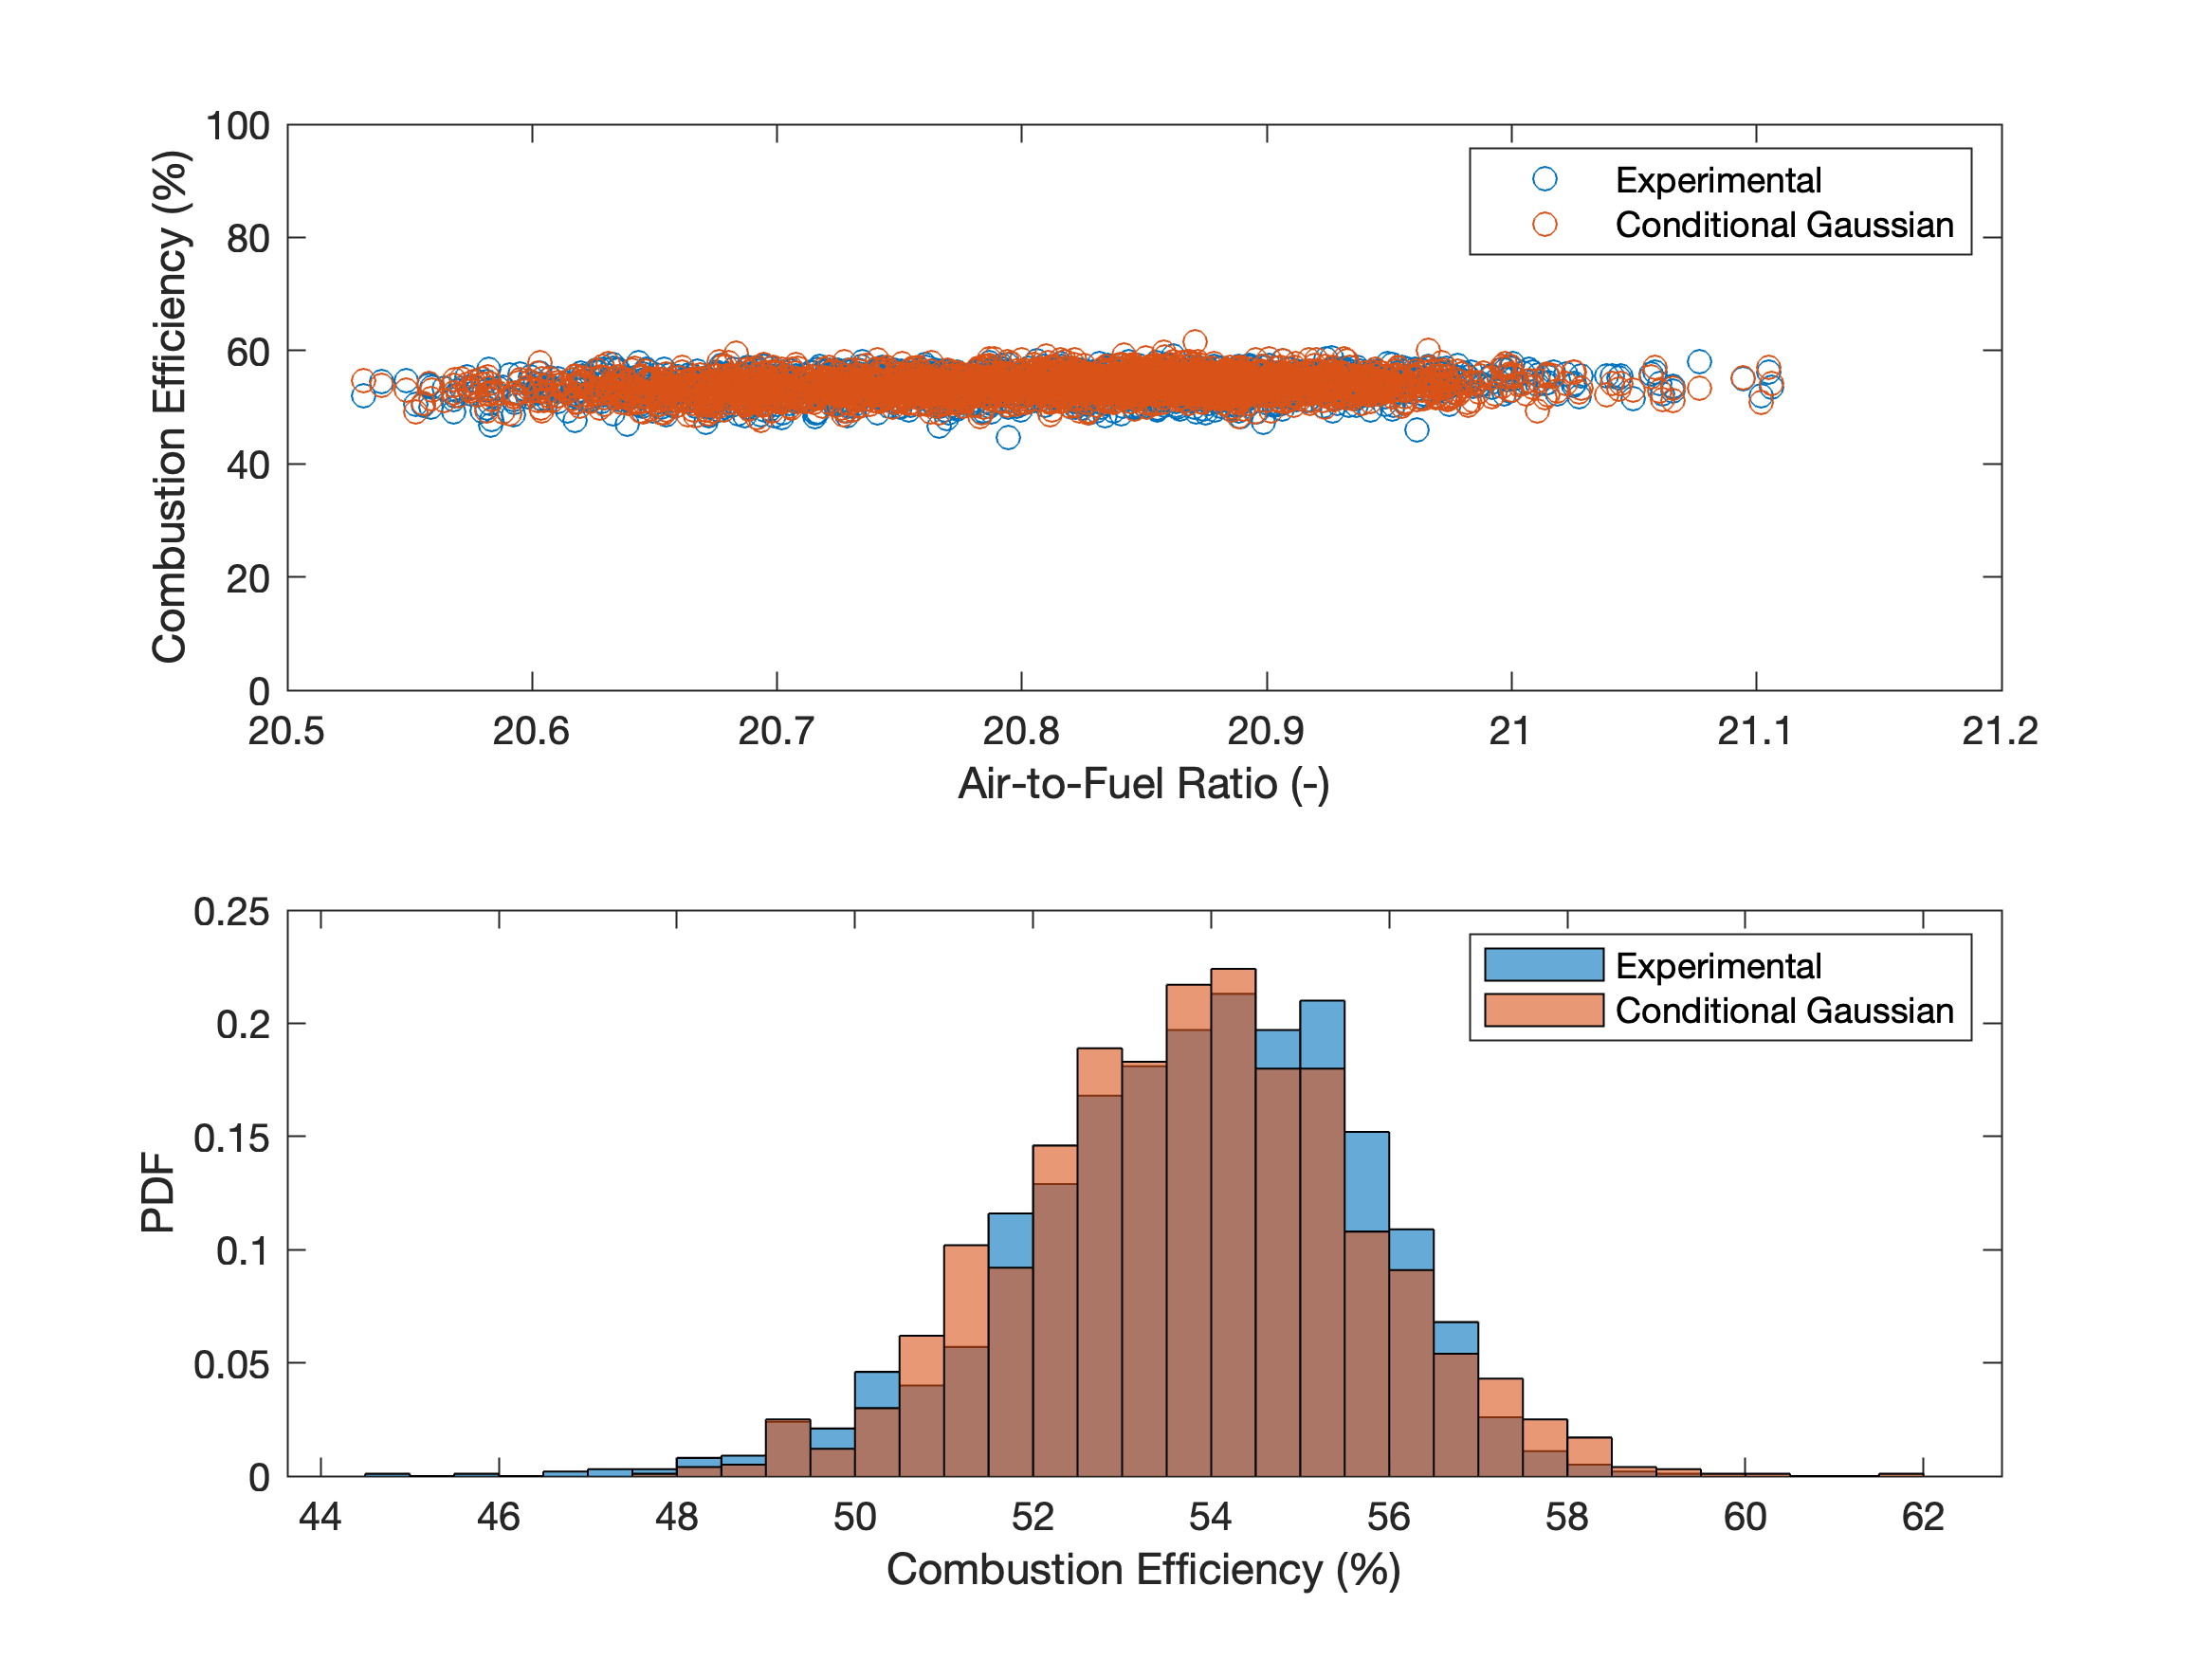 100
80
60
40
20
0
Combustion Efficiency (%)
Experimental
Conditional Gaussian
20.5 20.6 20.7 20.8 20.9 21 21.1 21.2
Air-to-Fuel Ratio (-)
0.25
0.2
0.15
0.1
0.05
0
PDF
Experimental
Conditional Gaussian
44 46 48 50 52 54 56 58 60 62
Combustion Efficiency (%)